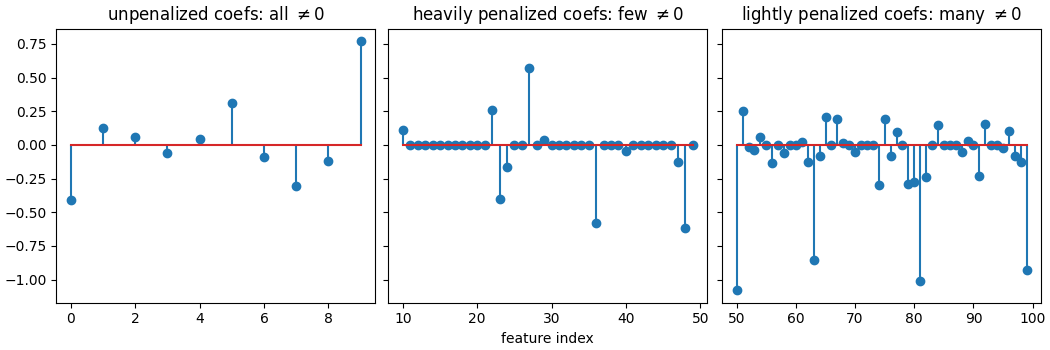 unpenalized coefs: all ≠0
heavily penalized coefs: few ≠0
lightly penalized coefs: many ≠0
0.75
0.50
0.25
0.00
−0.25
−0.50
−0.75
−1.00
0 2 4 6 8
10 20 30 40 50
50 60 70 80 90 100
feature index